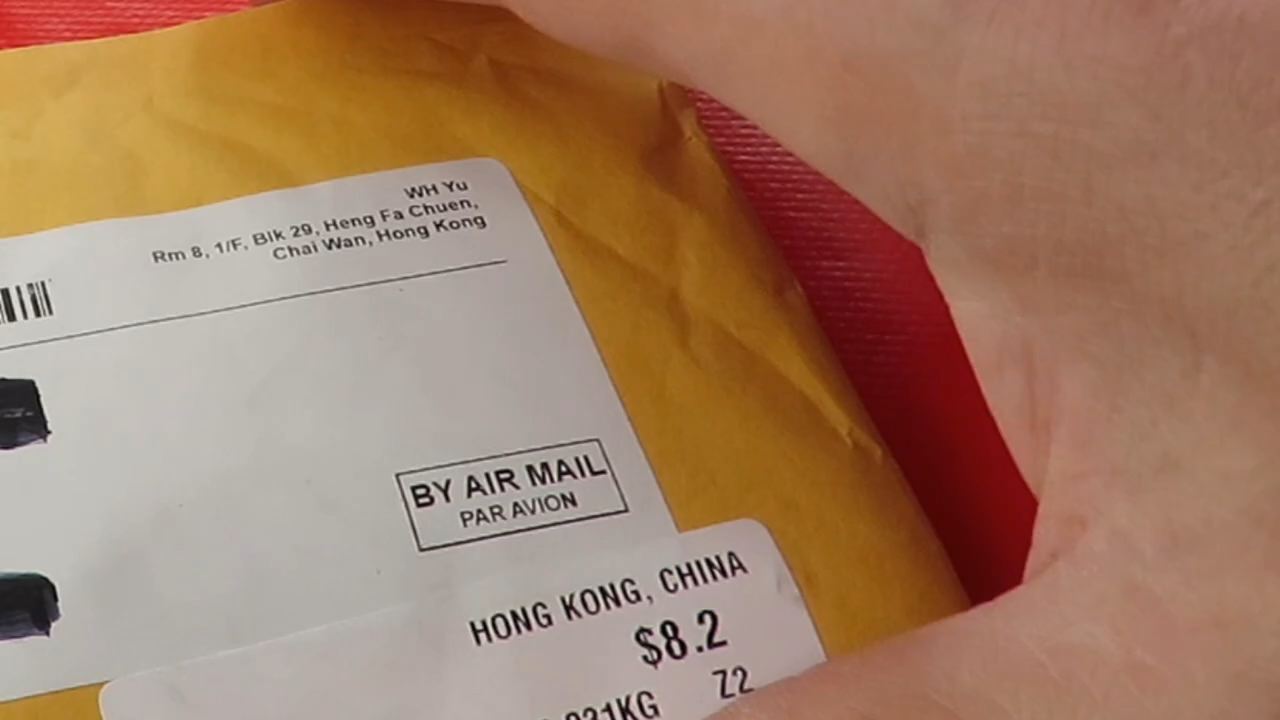 WH Yu
Rm 8, 1/F, Blk 29, Heng Fa Chuen,
Chai Wan, Hong Kong
BY AIR MAIL
PAR AVION
HONG KONG, CHINA
$8.2
Z2